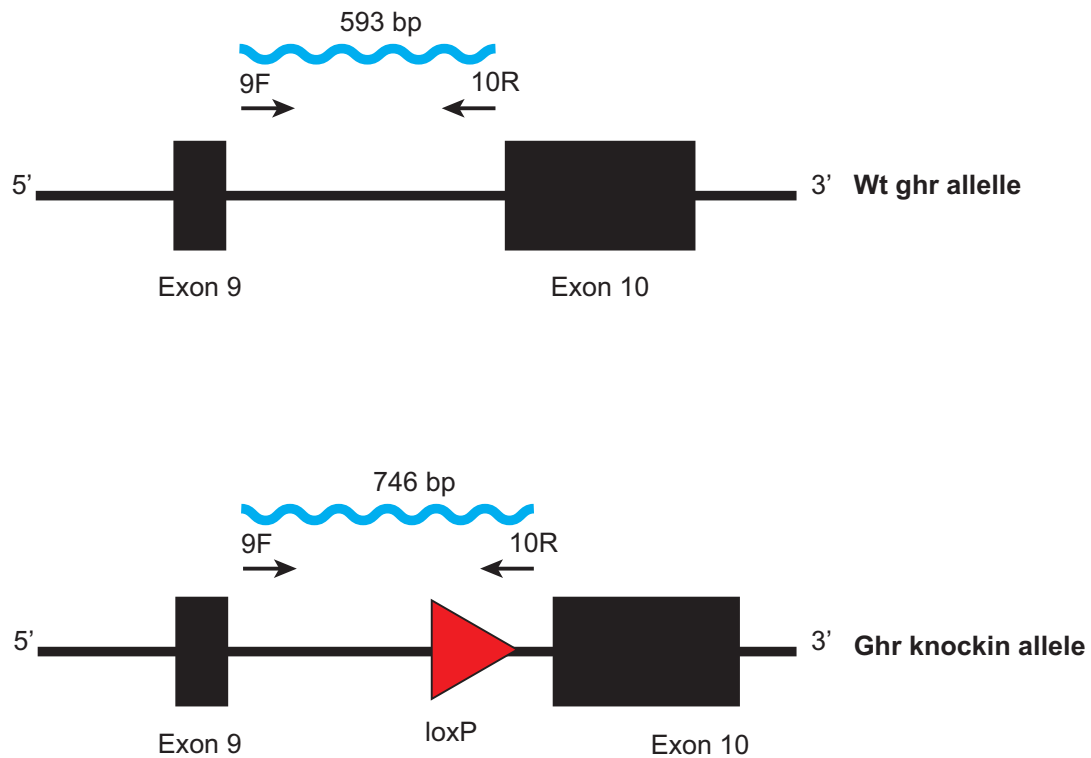 593 bp
9F
10R
5’
3’
Wt ghr allelle
Exon 9
Exon 10
746 bp
9F
10R
5’
3’
Ghr knockin allele
loxP
Exon 9
Exon 10